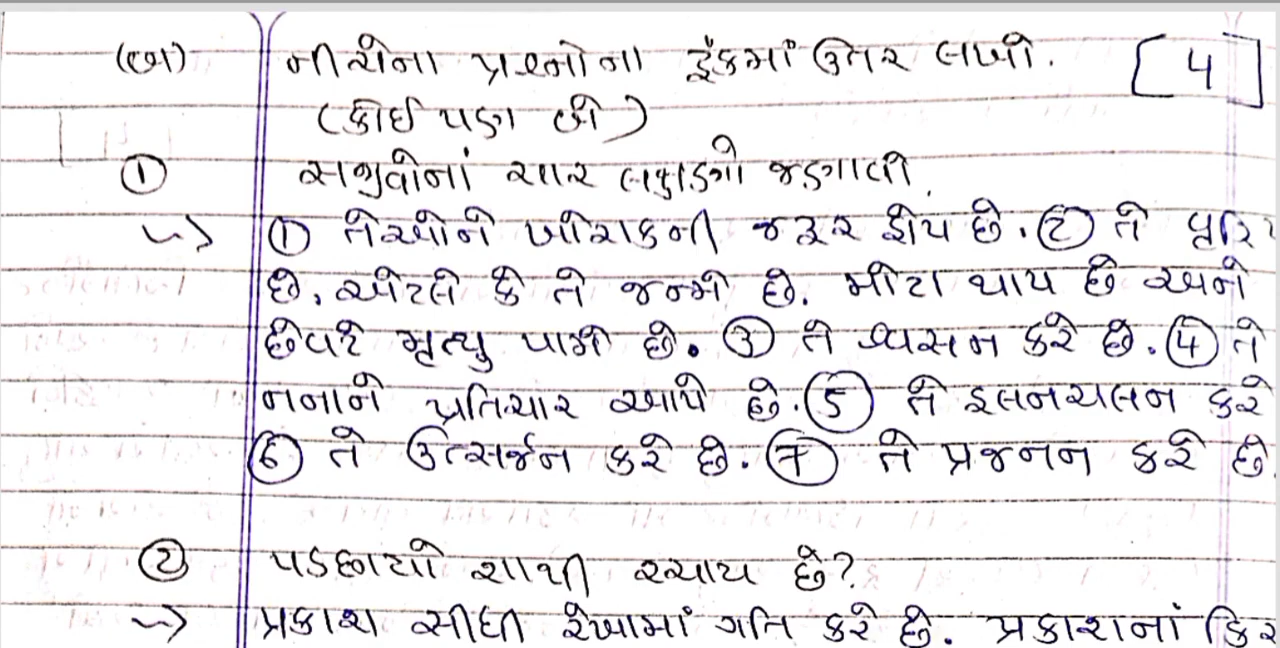 (બ) નીચેના પ્રશ્નોના ટૂંકમાં ઉત્તર લખો. [4]
(કોઈ પણ બે)
① સજીવોનાં ચાર લક્ષણો જણાવો.
→ ① તેઓને ખોરાકની જરૂર હોય છે. ② તે
છે. એટલે કે તે જન્મે છે. મોટા થાય છે અને
છેવટે મૃત્યુ પામે છે. ③ તે શ્વસન કરે છે. ④ તે
પ્રતિચાર આપે છે. ⑤ તે હલનચલન કરે
⑥ તે ઉત્સર્જન કરે છે. ⑦ તે પ્રજનન કરે છે.
② પડછાયો શાથી રચાય છે?
→ પ્રકાશ સીધી રેખામાં ગતિ કરે છે. પ્રકાશનાં કિર